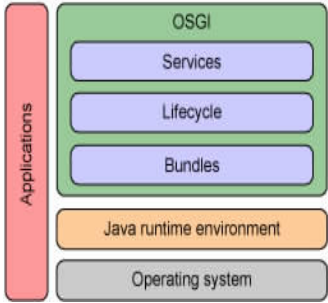 Applications
OSGI
Services
Lifecycle
Bundles
Java runtime environment
Operating system